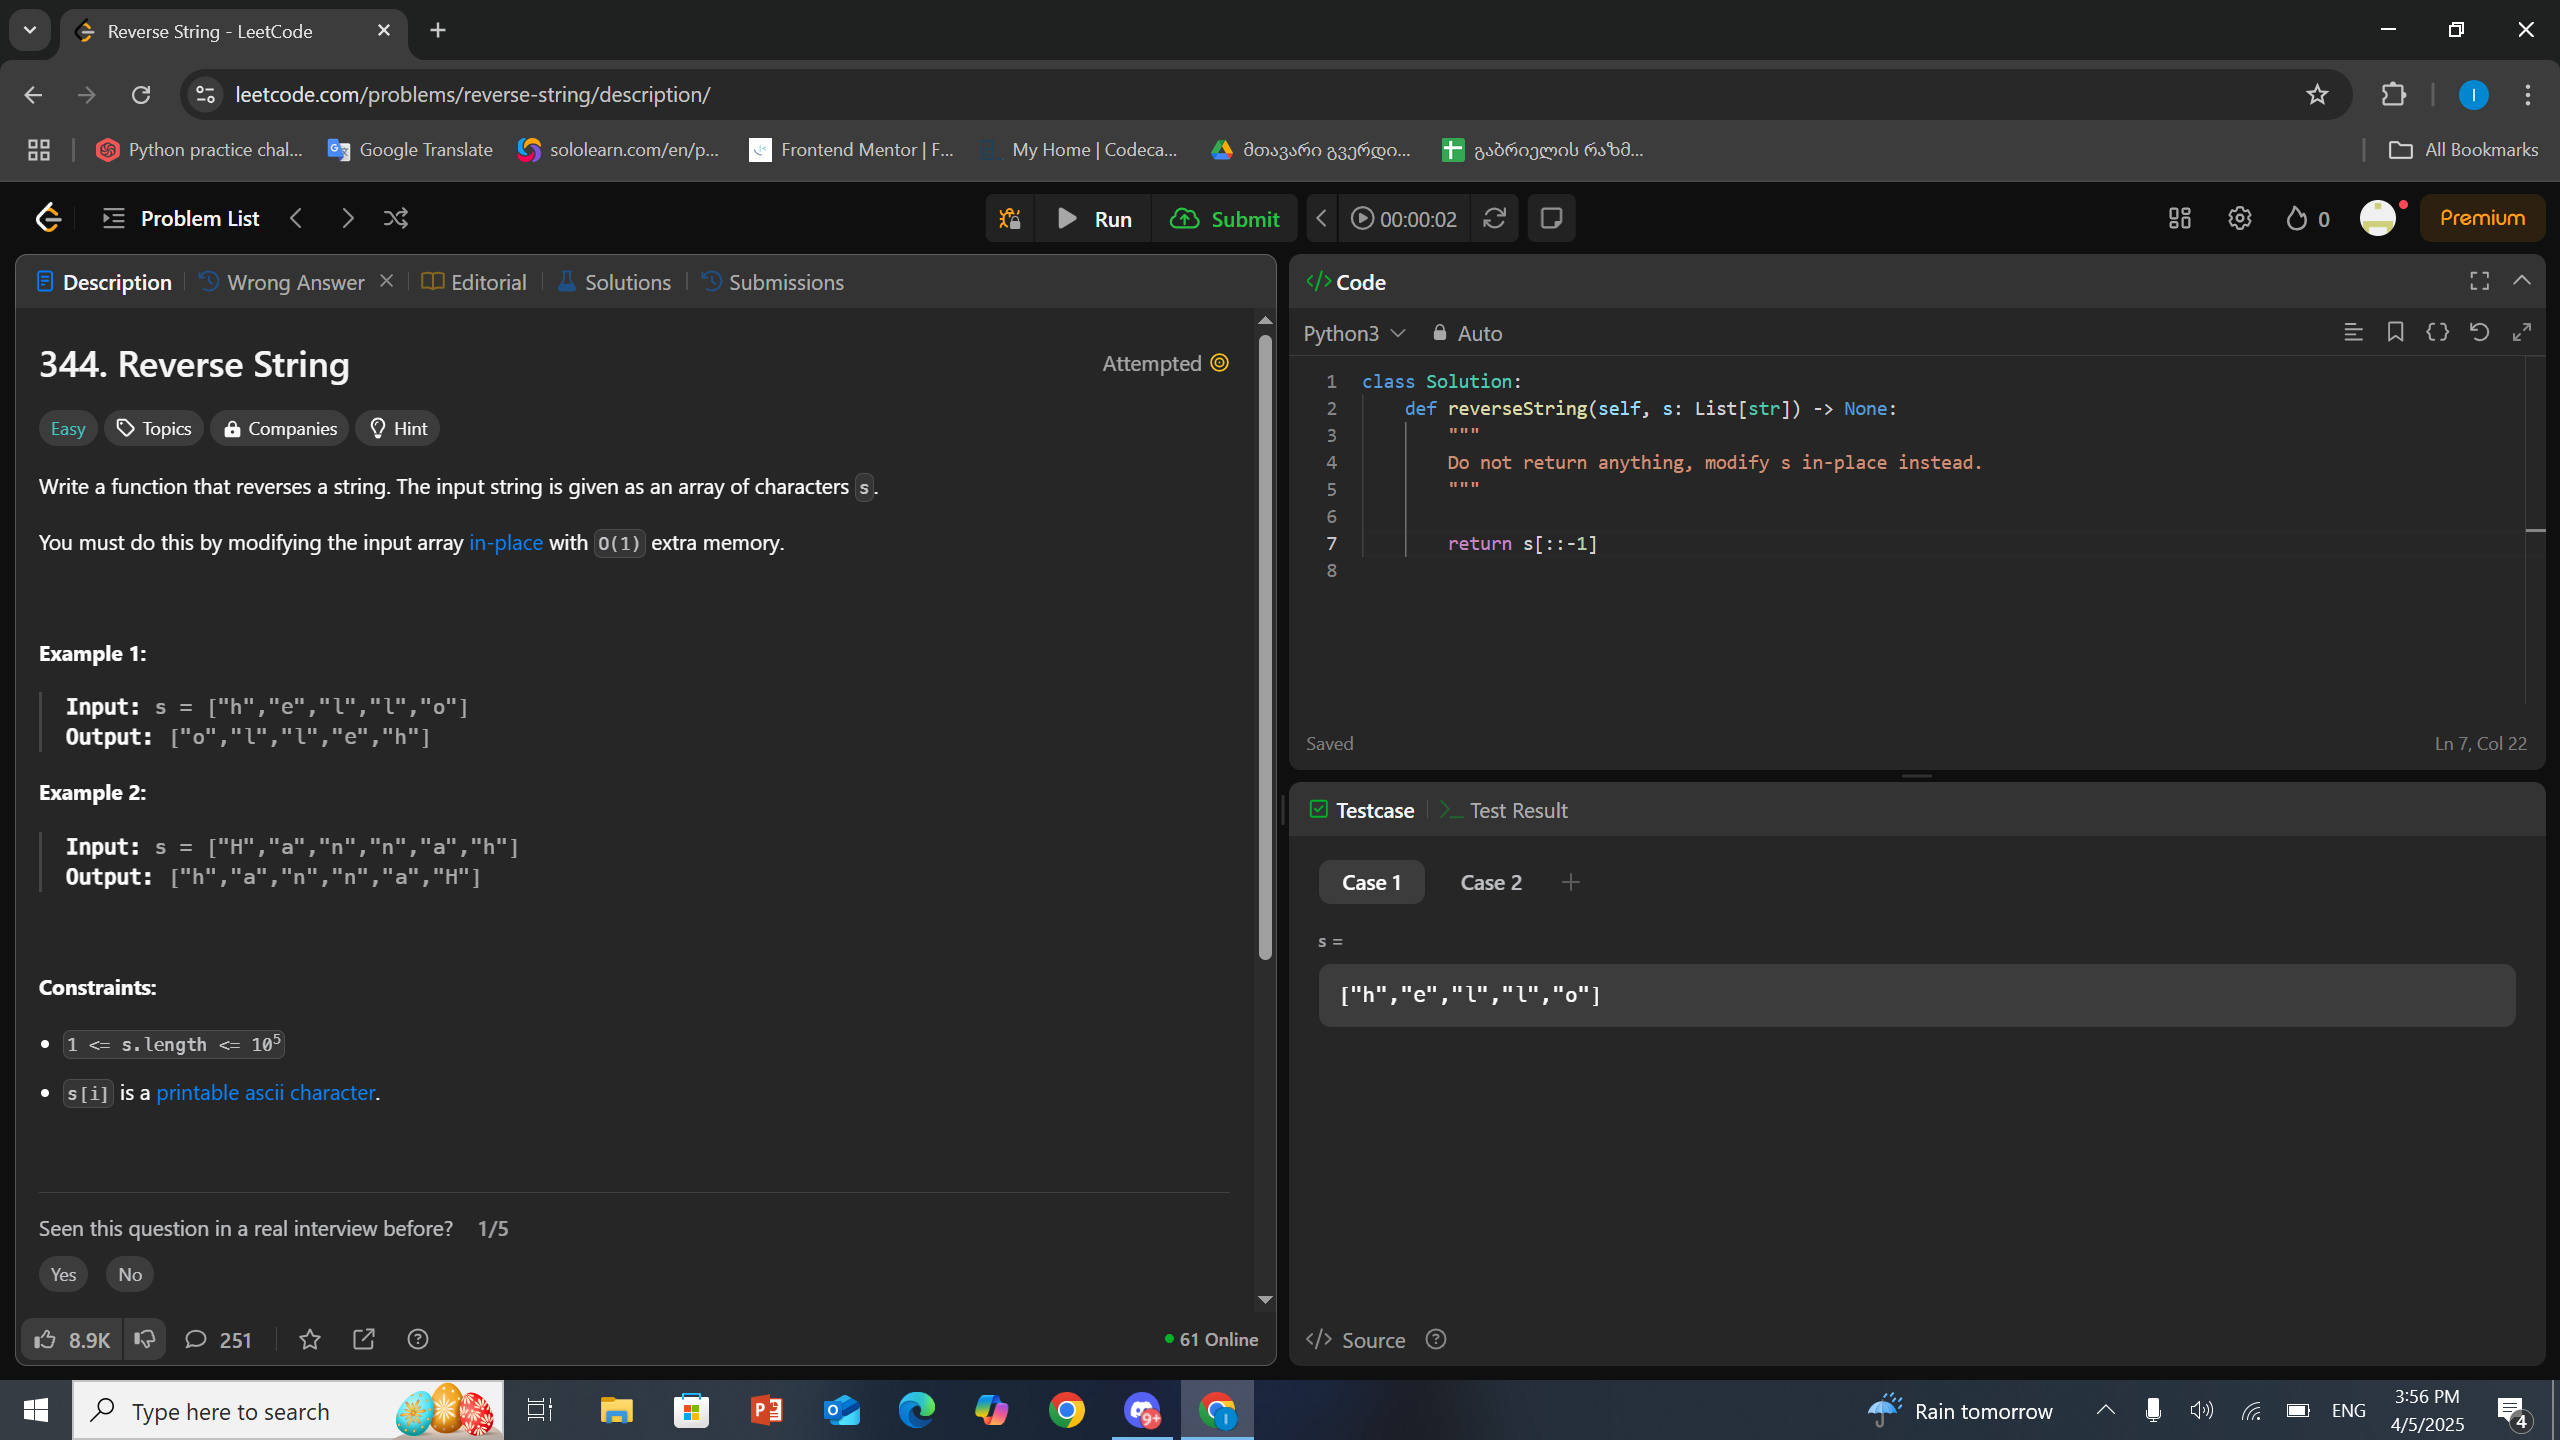 Reverse String - LeetCode
leetcode.com/problems/reverse-string/description/
I
Python practice chal...
Google Translate
sololearn.com/en/p...
Frontend Mentor | F...
My Home | Codeca...
მთავარი გვერდი...
გაბრიელის რაზმ...
All Bookmarks
Problem List
Run
Submit
00:00:02
0
Premium
Description
Wrong Answer
Editorial
Solutions
Submissions
344. Reverse String
Attempted
Easy
Topics
Companies
Hint
Write a function that reverses a string. The input string is given as an array of characters s.
You must do this by modifying the input array in-place with O(1) extra memory.
Example 1:
Input: s = ["h","e","l","l","o"]
Output: ["o","l","l","e","h"]
Example 2:
Input: s = ["H","a","n","n","a","h"]
Output: ["h","a","n","n","a","H"]
Constraints:
1 <= s.length <= 10⁵
s[i] is a printable ascii character.
Seen this question in a real interview before? 1/5
Yes
No
8.9K
251
61 Online
Code
Python3
Auto
1 class Solution:
2 def reverseString(self, s: List[str]) -> None:
3 """
4 Do not return anything, modify s in-place instead.
5 """
6
7 return s[::-1]
8
Saved
Ln 7, Col 22
Testcase
Test Result
Case 1
Case 2
s =
["h","e","l","l","o"]
Source
Type here to search
9+
Rain tomorrow
ENG
3:56 PM
4/5/2025
4